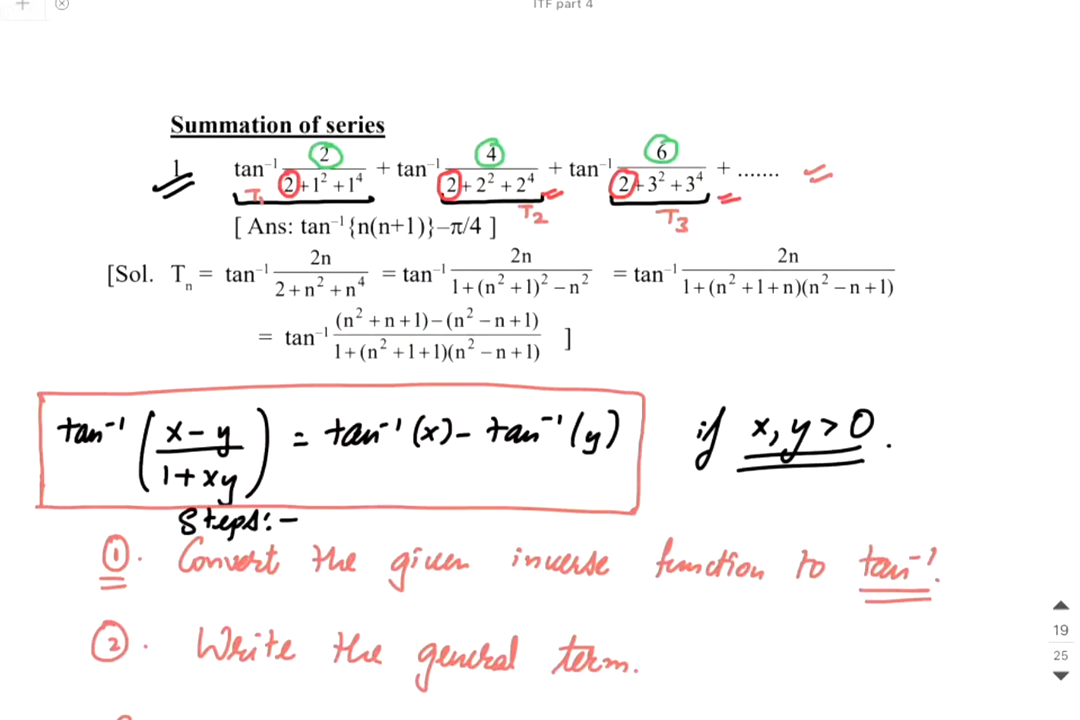 ITF part 4
Summation of series
1 tan⁻¹ 2/(2+1²+1⁴) + tan⁻¹ 4/(2+2²+2⁴) + tan⁻¹ 6/(2+3²+3⁴) + .......
T₁ T₂ T₃
[ Ans: tan⁻¹{n(n+1)}–π/4 ]
[Sol. Tₙ = tan⁻¹ 2n/(2+n²+n⁴) = tan⁻¹ 2n/(1+(n²+1)²–n²) = tan⁻¹ 2n/(1+(n²+1+n)(n²–n+1))
= tan⁻¹ ((n²+n+1)–(n²–n+1))/(1+(n²+1+1)(n²–n+1)) ]
tan⁻¹ ((x-y)/(1+xy)) = tan⁻¹(x) - tan⁻¹(y) if x, y > 0.
Steps:-
①. Convert the given inverse function to tan⁻¹.
②. Write the general term.
19
25